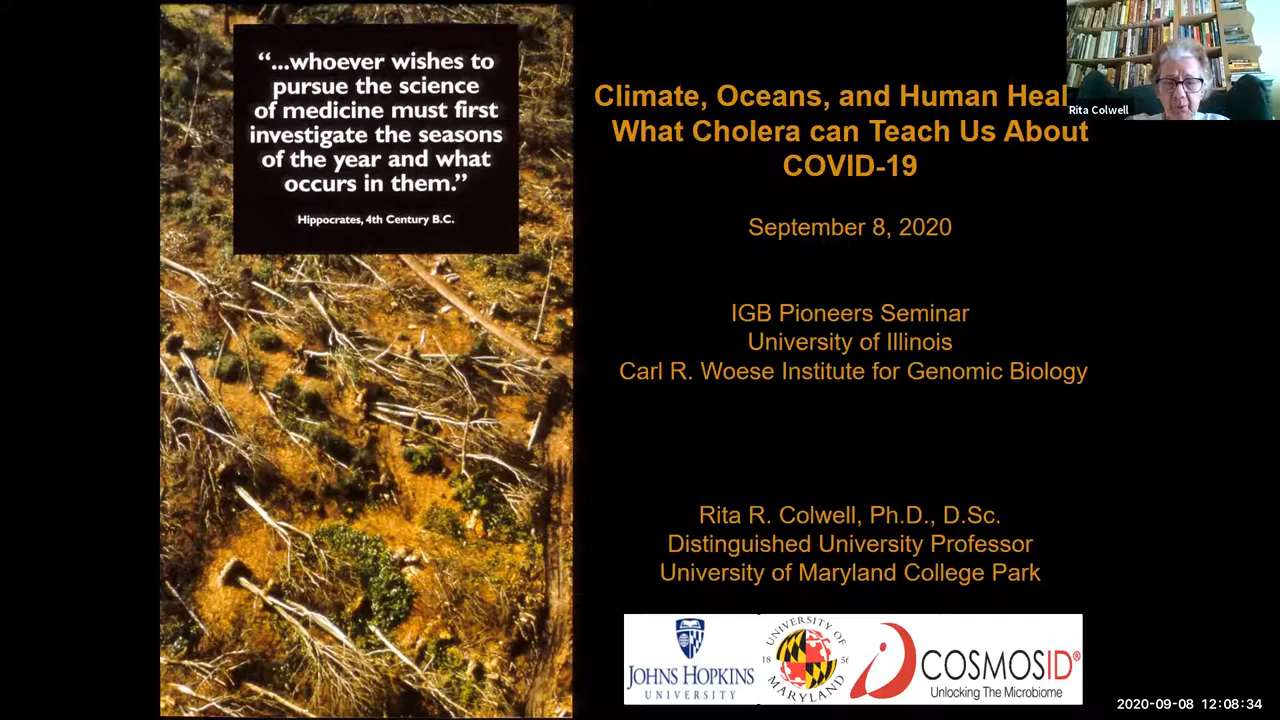 “...whoever wishes to
pursue the science
of medicine must first
investigate the seasons
of the year and what
occurs in them.”
Hippocrates, 4th Century B.C.
Climate, Oceans, and Human Heal
What Cholera can Teach Us About
COVID-19
September 8, 2020
IGB Pioneers Seminar
University of Illinois
Carl R. Woese Institute for Genomic Biology
Rita R. Colwell, Ph.D., D.Sc.
Distinguished University Professor
University of Maryland College Park
JOHNS HOPKINS
UNIVERSITY
UNIVERSITY OF
18 56
MARYLAND
COSMOSID®
Unlocking The Microbiome
Rita Colwell
2020-09-08 12:08:34